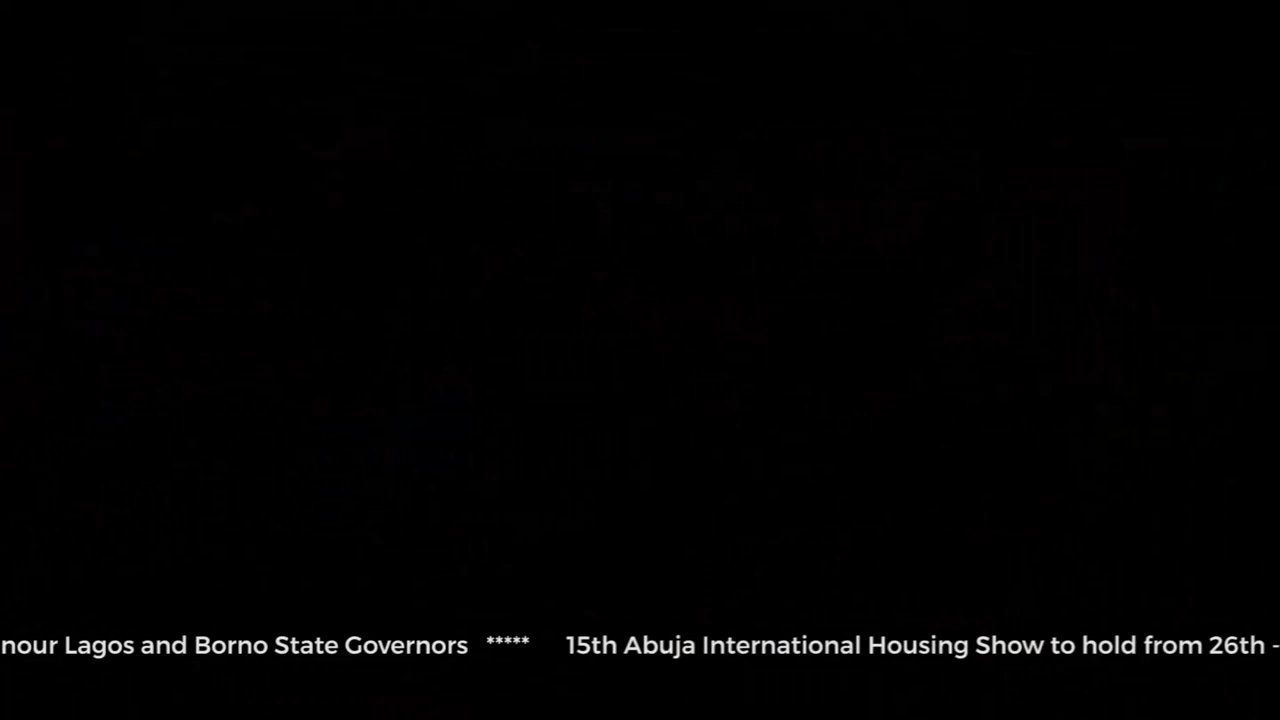 nour Lagos and Borno State Governors ***** 15th Abuja International Housing Show to hold from 26th -